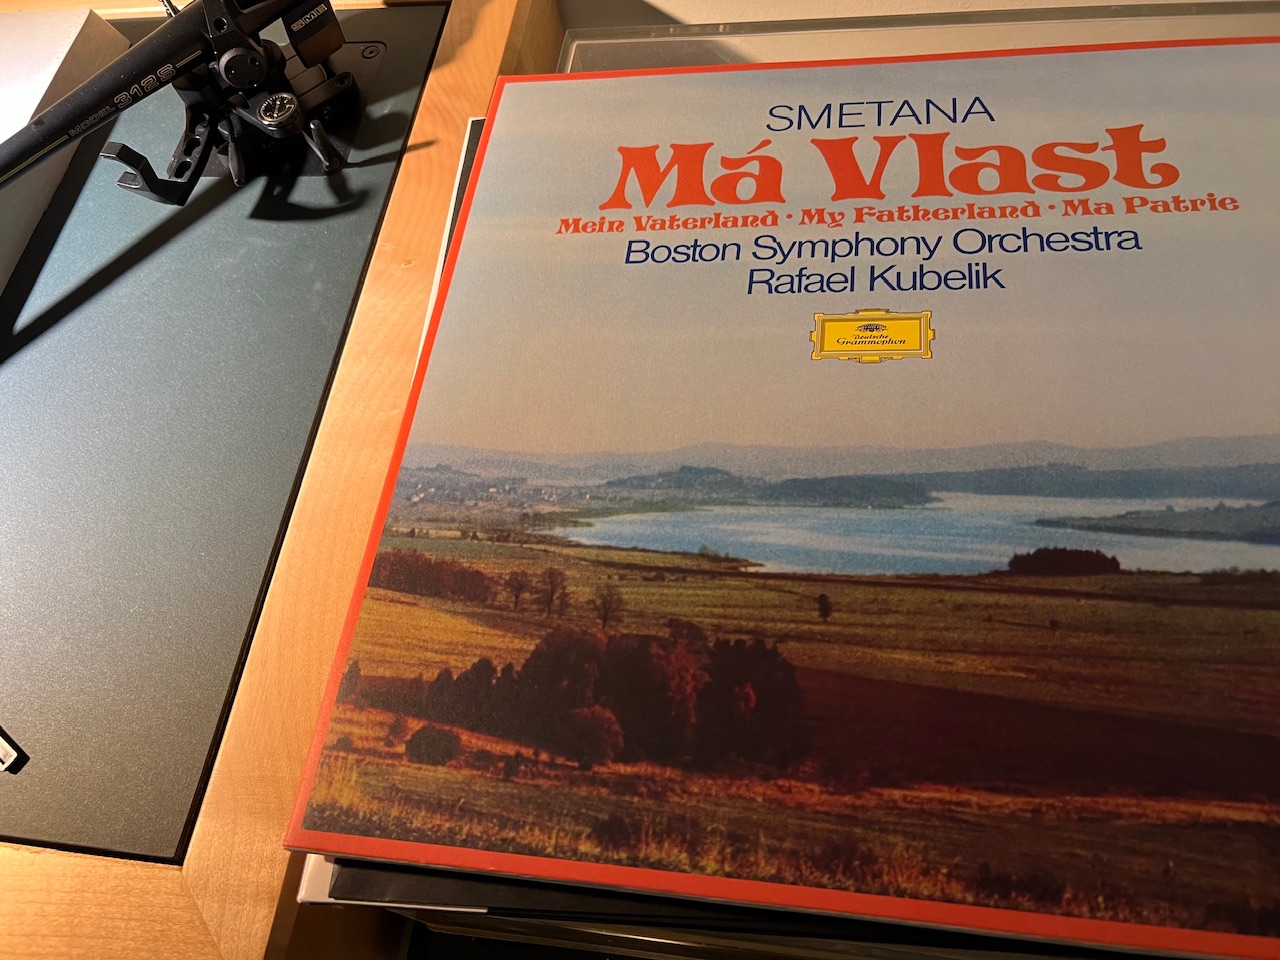 SME
MODEL 312S
SMETANA
Má Vlast
Mein Vaterland · My Fatherland · Ma Patrie
Boston Symphony Orchestra
Rafael Kubelik
Deutsche
Grammophon